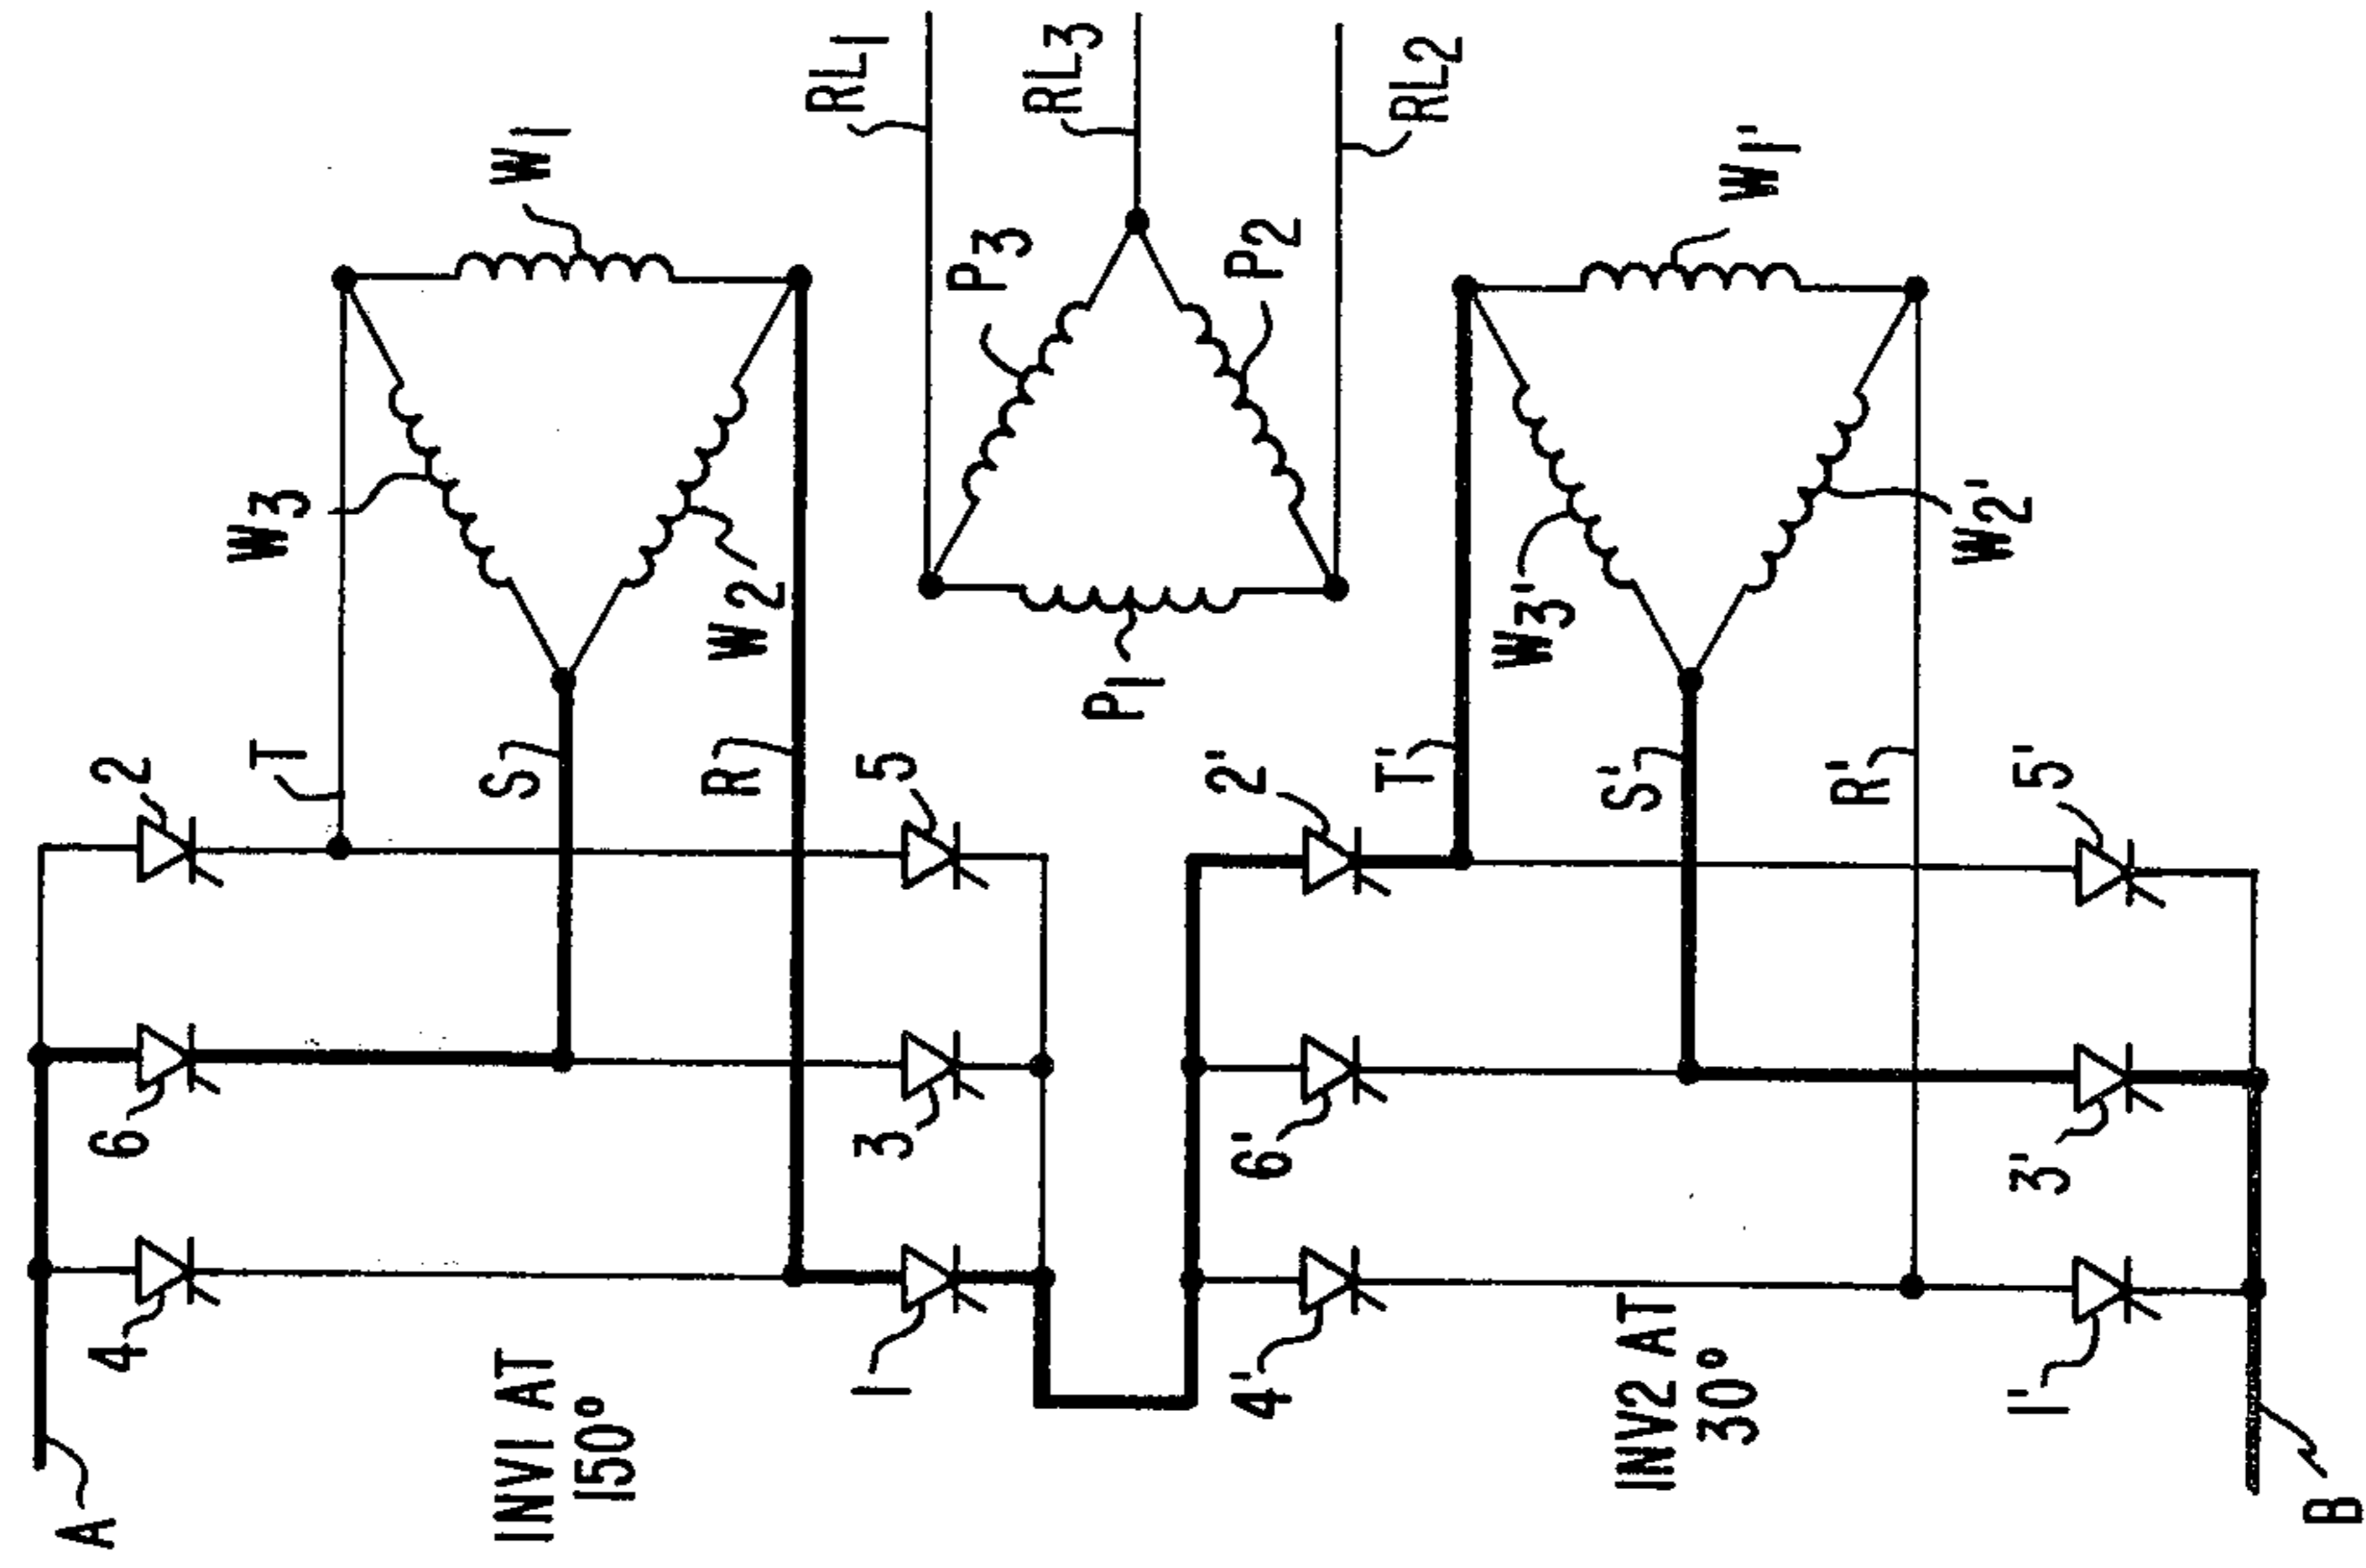 A
4
6
2
INV1 AT
150°
T
S
R
W3
W2
W1
1
3
5
P1
P3
P2
RL1
RL3
RL2
4'
6'
2'
INV2 AT
30°
T'
S'
R'
W3'
W2'
W1'
1'
3'
5'
B